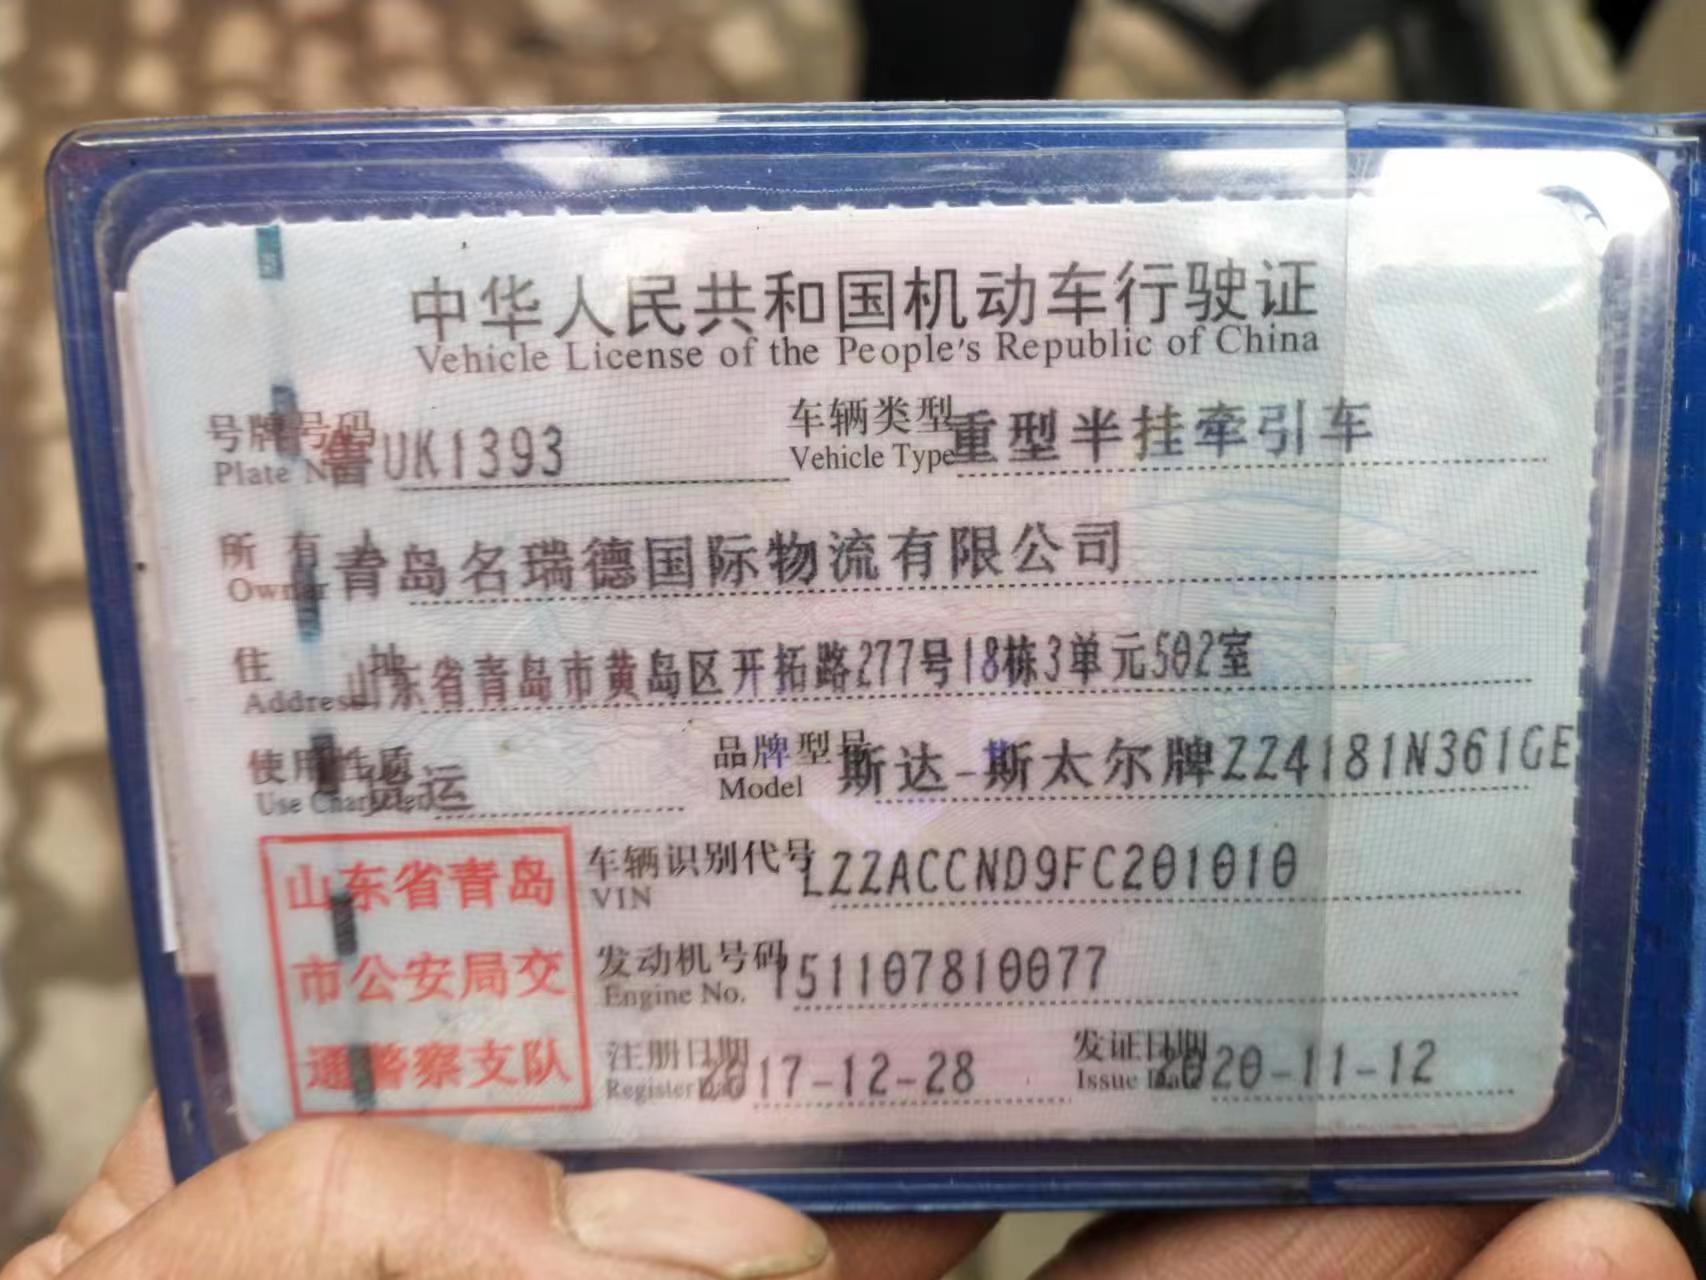 中华人民共和国机动车行驶证
Vehicle License of the People's Republic of China
号牌号码 鲁UK1393 车辆类型 重型半挂牵引车
Plate No. Vehicle Type
所有人 青岛名瑞德国际物流有限公司
Owner
住址 山东省青岛市黄岛区开拓路277号18栋3单元502室
Address
使用性质 货运 品牌型号 斯达-斯太尔牌ZZ4181N361GE
Use Character Model
山东省青岛
市公安局交
通警察支队
车辆识别代号 LZZACCND9FC201010
VIN
发动机号码 151107810077
Engine No.
注册日期 2017-12-28 发证日期 2020-11-12
Register Date Issue Date